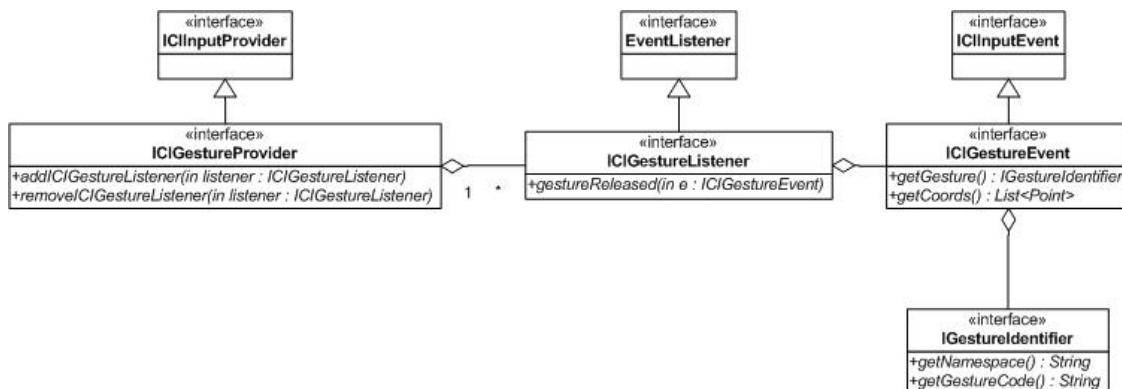 «interface»
ICIInputProvider
«interface»
EventListener
«interface»
ICIInputEvent
«interface»
ICIGestureProvider
+addICIGestureListener(in listener : ICIGestureListener)
+removeICIGestureListener(in listener : ICIGestureListener)
1 *
«interface»
ICIGestureListener
+gestureReleased(in e : ICIGestureEvent)
«interface»
ICIGestureEvent
+getGesture() : IGestureIdentifier
+getCoords() : List<Point>
«interface»
IGestureIdentifier
+getNamespace() : String
+getGestureCode() : String